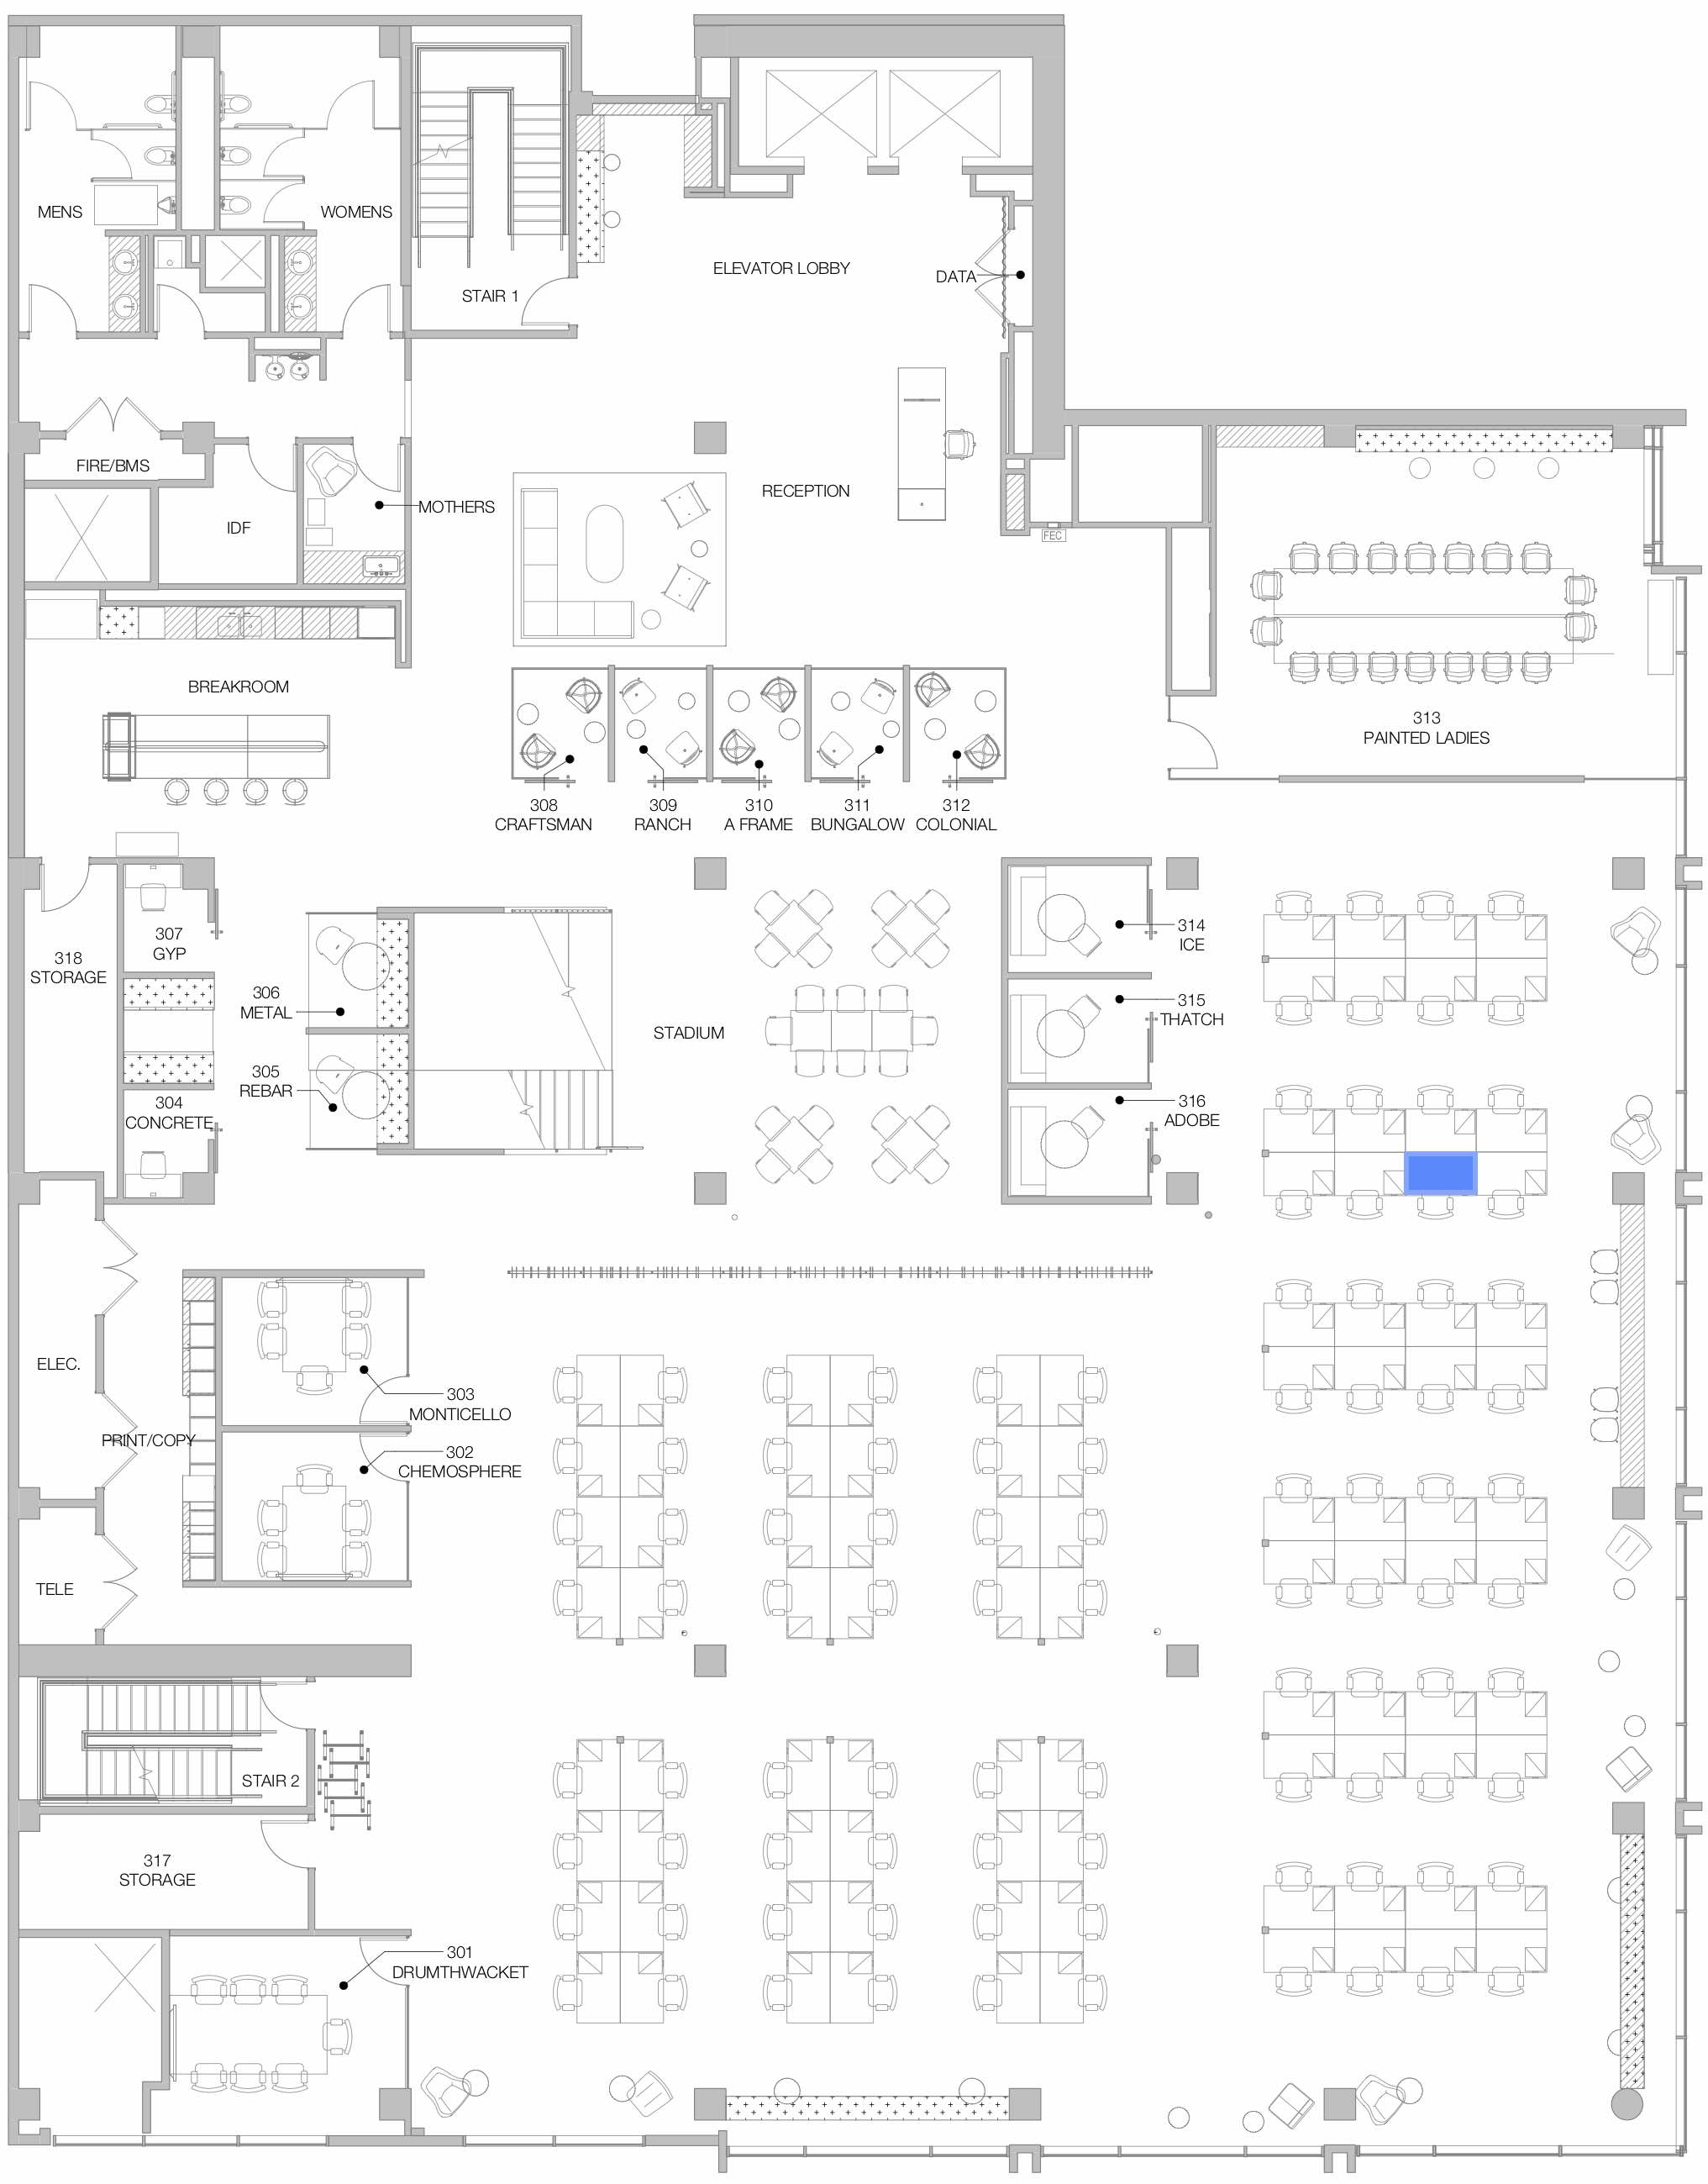 MENS
WOMENS
STAIR 1
ELEVATOR LOBBY
DATA
FIRE/BMS
IDF
MOTHERS
RECEPTION
FEC
BREAKROOM
313
PAINTED LADIES
308
CRAFTSMAN
309
RANCH
310
A FRAME
311
BUNGALOW
312
COLONIAL
318
STORAGE
307
GYP
306
METAL
305
REBAR
304
CONCRETE
STADIUM
314
ICE
315
THATCH
316
ADOBE
ELEC.
PRINT/COPY
303
MONTICELLO
302
CHEMOSPHERE
TELE
STAIR 2
317
STORAGE
301
DRUMTHWACKET